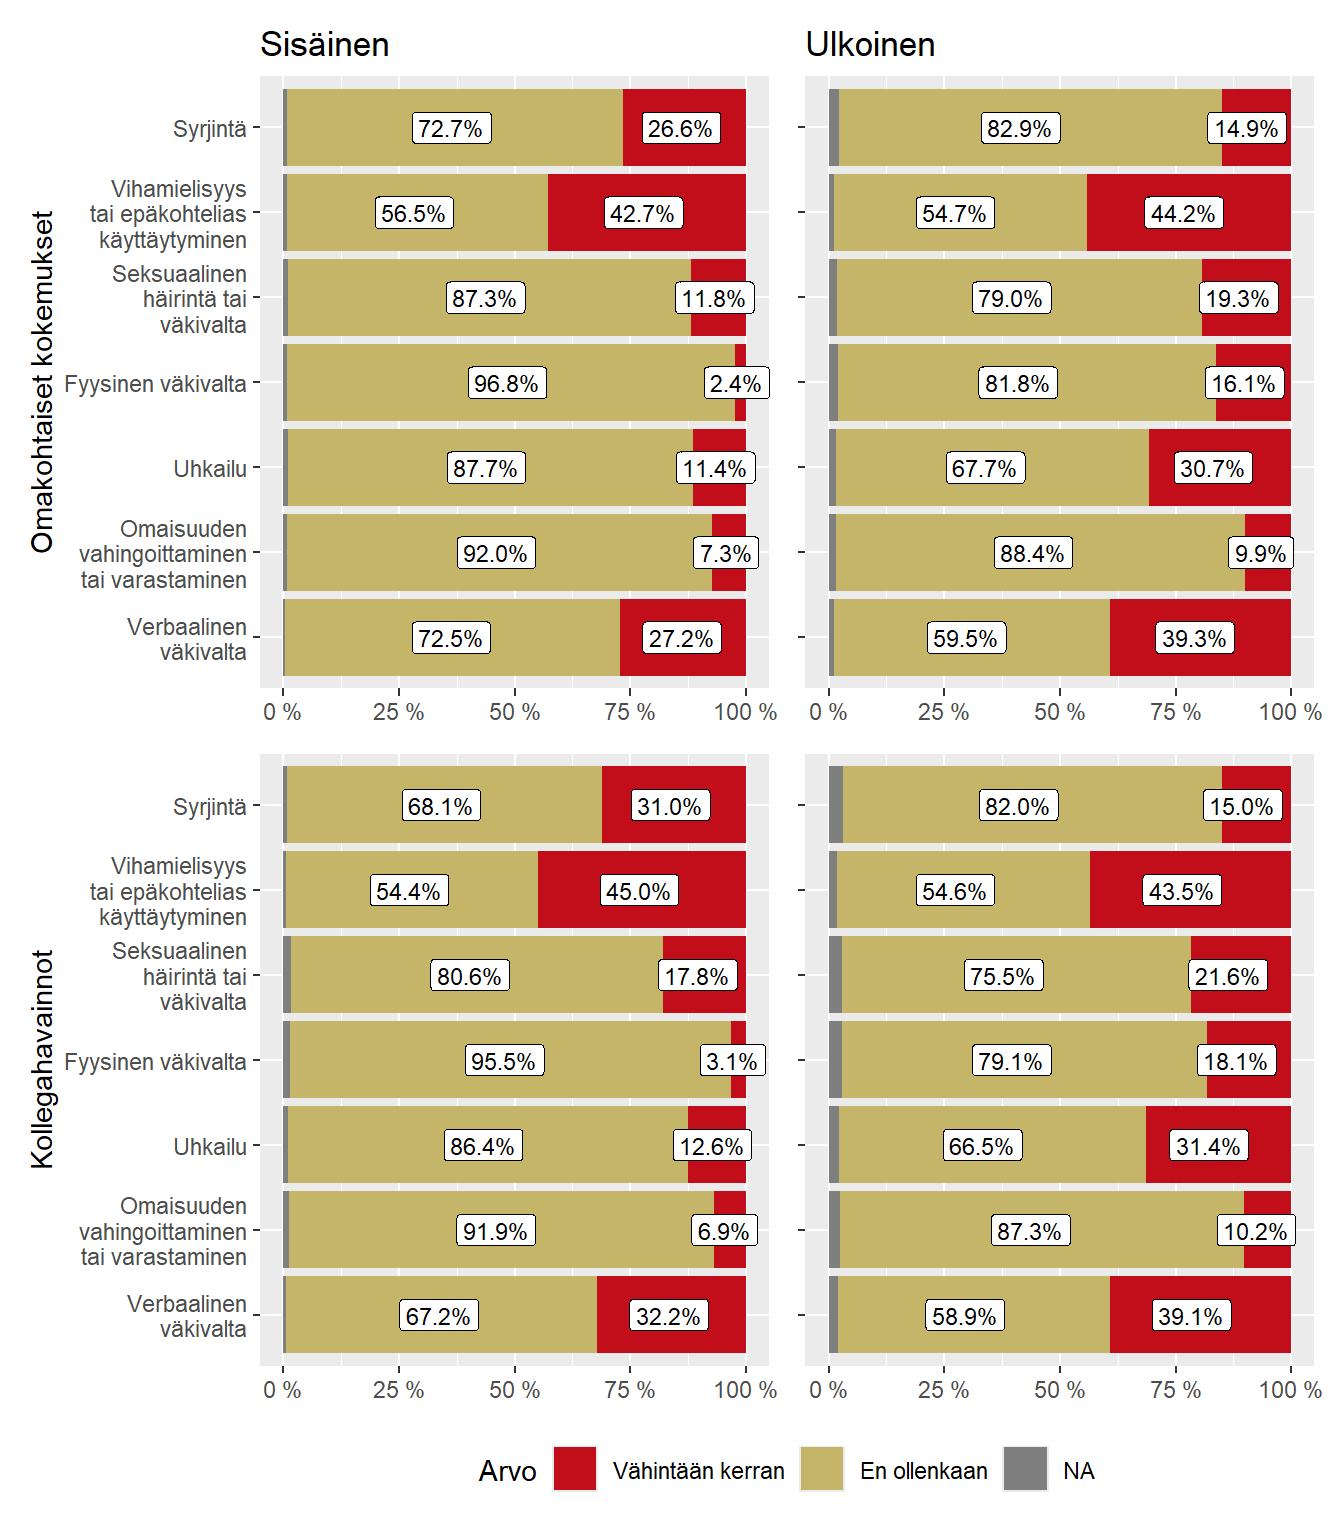 Sisäinen
Ulkoinen
Omakohtaiset kokemukset
Syrjintä
72.7%
26.6%
82.9%
14.9%
Vihamielisyys
tai epäkohtelias
käyttäytyminen
56.5%
42.7%
54.7%
44.2%
Seksuaalinen
häirintä tai
väkivalta
87.3%
11.8%
79.0%
19.3%
Fyysinen väkivalta
96.8%
2.4%
81.8%
16.1%
Uhkailu
87.7%
11.4%
67.7%
30.7%
Omaisuuden
vahingoittaminen
tai varastaminen
92.0%
7.3%
88.4%
9.9%
Verbaalinen
väkivalta
72.5%
27.2%
59.5%
39.3%
0 % 25 % 50 % 75 % 100 %
0 % 25 % 50 % 75 % 100 %
Kollegahavainnot
Syrjintä
68.1%
31.0%
82.0%
15.0%
Vihamielisyys
tai epäkohtelias
käyttäytyminen
54.4%
45.0%
54.6%
43.5%
Seksuaalinen
häirintä tai
väkivalta
80.6%
17.8%
75.5%
21.6%
Fyysinen väkivalta
95.5%
3.1%
79.1%
18.1%
Uhkailu
86.4%
12.6%
66.5%
31.4%
Omaisuuden
vahingoittaminen
tai varastaminen
91.9%
6.9%
87.3%
10.2%
Verbaalinen
väkivalta
67.2%
32.2%
58.9%
39.1%
0 % 25 % 50 % 75 % 100 %
0 % 25 % 50 % 75 % 100 %
Arvo Vähintään kerran En ollenkaan NA